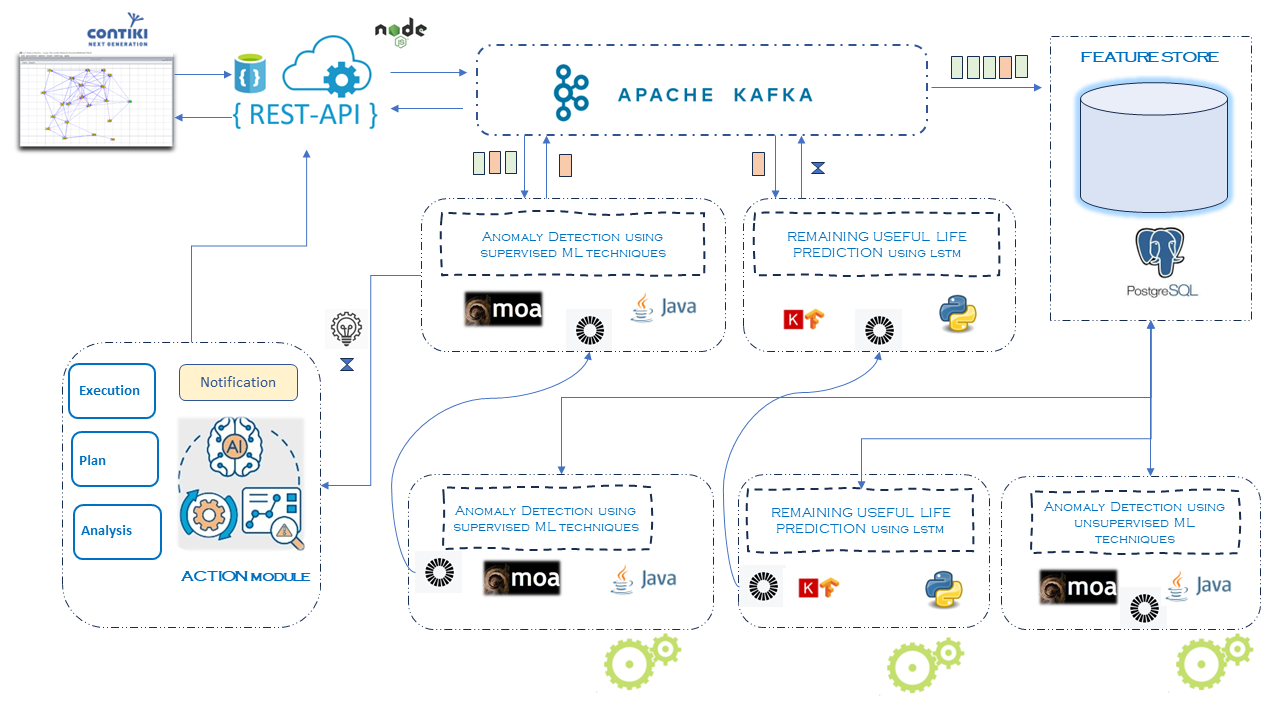 CONTIKI
NEXT GENERATION
node
JS
{ }
{ REST-API }
APACHE KAFKA
FEATURE STORE
PostgreSQL
Anomaly Detection using
supervised ML techniques
moa
Java
REMAINING USEFUL LIFE
PREDICTION using lstm
K
Execution
Plan
Analysis
Notification
AI
ACTION module
Anomaly Detection using
supervised ML techniques
moa
Java
REMAINING USEFUL LIFE
PREDICTION using lstm
K
Anomaly Detection using
unsupervised ML
techniques
moa
Java